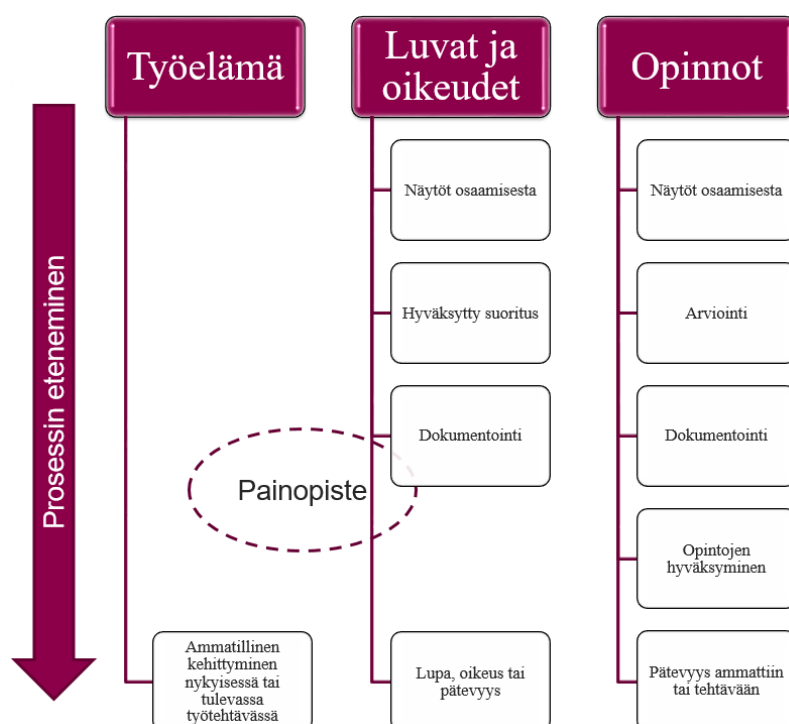 Prosessin eteneminen
Työelämä
Ammatillinen
kehittyminen
nykyisessä tai
tulevassa
työtehtävässä
Painopiste
Luvat ja
oikeudet
Näytöt osaamisesta
Hyväksytty suoritus
Dokumentointi
Lupa, oikeus tai
pätevyys
Opinnot
Näytöt osaamisesta
Arviointi
Dokumentointi
Opintojen
hyväksyminen
Pätevyys ammattiin
tai tehtävään